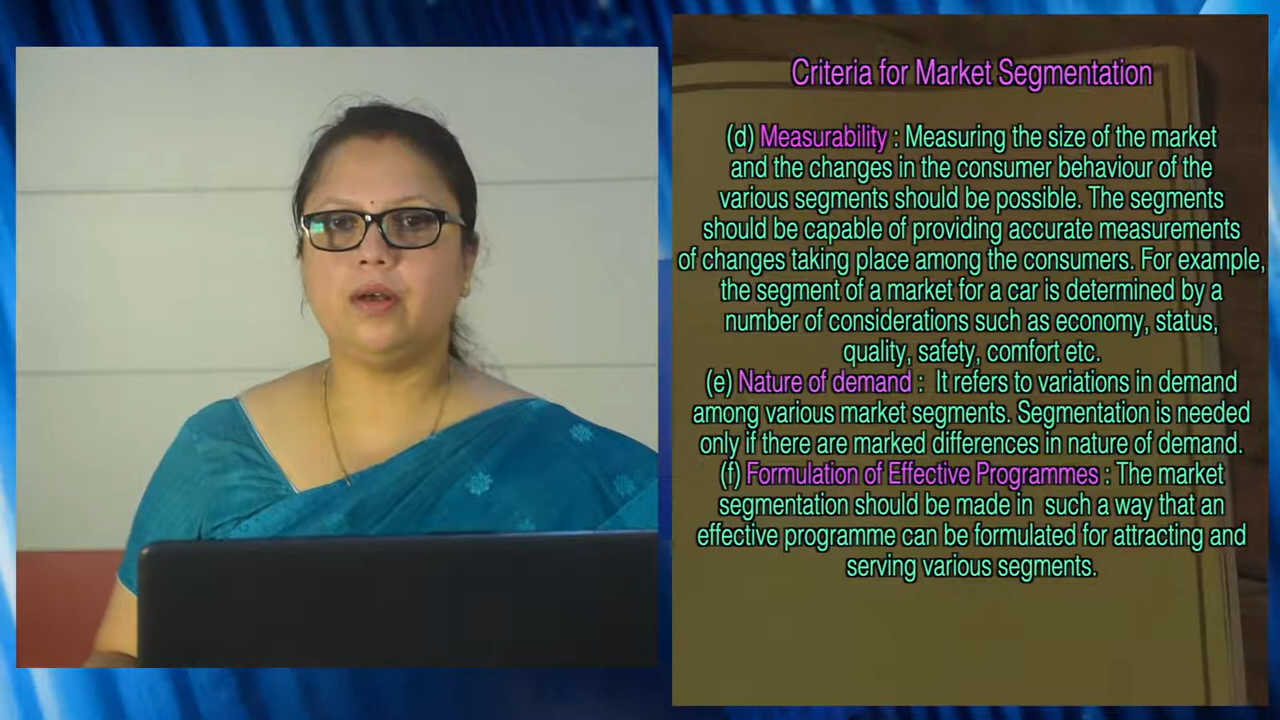 Criteria for Market Segmentation
(d) Measurability : Measuring the size of the market
and the changes in the consumer behaviour of the
various segments should be possible. The segments
should be capable of providing accurate measurements
of changes taking place among the consumers. For example,
the segment of a market for a car is determined by a
number of considerations such as economy, status,
quality, safety, comfort etc.
(e) Nature of demand : It refers to variations in demand
among various market segments. Segmentation is needed
only if there are marked differences in nature of demand.
(f) Formulation of Effective Programmes : The market
segmentation should be made in such a way that an
effective programme can be formulated for attracting and
serving various segments.